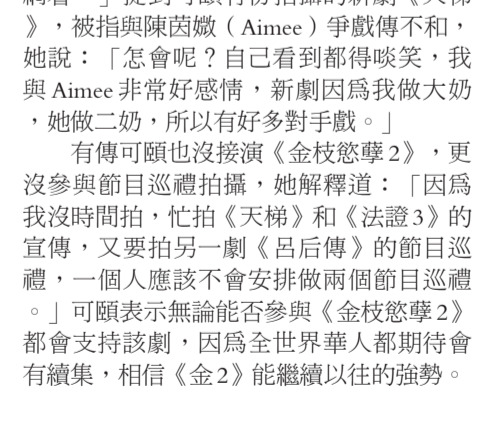 》，被指與陳茵媺（Aimee）爭戲傳不和，
她說：「怎會呢？自己看到都得啖笑，我
與 Aimee 非常好感情，新劇因爲我做大奶
，她做二奶，所以有好多對手戲。」
有傳可頤也沒接演《金枝慾孽2》，更
沒參與節目巡禮拍攝，她解釋道：「因爲
我沒時間拍，忙拍《天梯》和《法證3》的
宣傳，又要拍另一劇《呂后傳》的節目巡
禮，一個人應該不會安排做兩個節目巡禮
。」可頤表示無論能否參與《金枝慾孽2》
都會支持該劇，因爲全世界華人都期待會
有續集，相信《金2》能繼續以往的強勢。